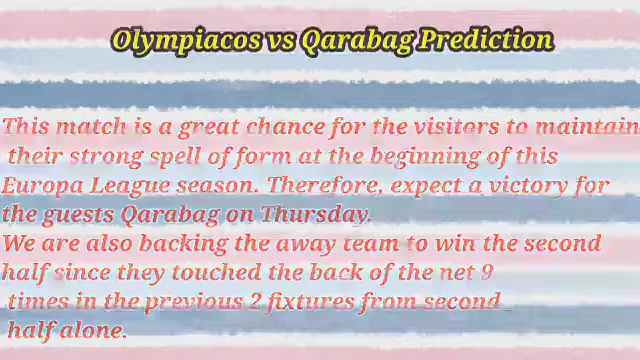 Olympiacos vs Qarabag Prediction
This match is a great chance for the visitors to maintain
their strong spell of form at the beginning of this
Europa League season. Therefore, expect a victory for
the guests Qarabag on Thursday.
We are also backing the away team to win the second
half since they touched the back of the net 9
times in the previous 2 fixtures from second
half alone.